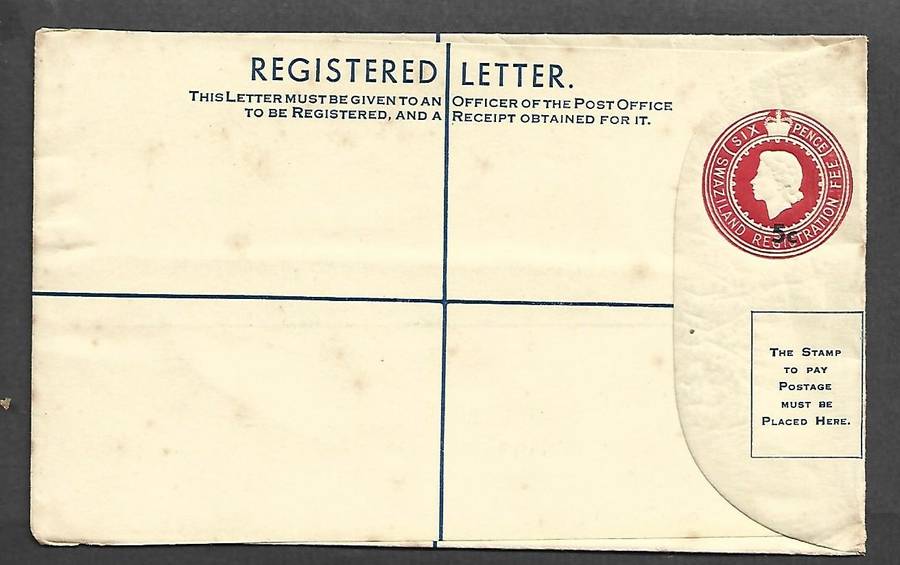 REGISTERED LETTER.
THIS LETTER MUST BE GIVEN TO AN OFFICER OF THE POST OFFICE
TO BE REGISTERED, AND A RECEIPT OBTAINED FOR IT.
(SIX PENCE)
SWAZILAND REGISTRATION FEE
5c
THE STAMP
TO PAY
POSTAGE
MUST BE
PLACED HERE.